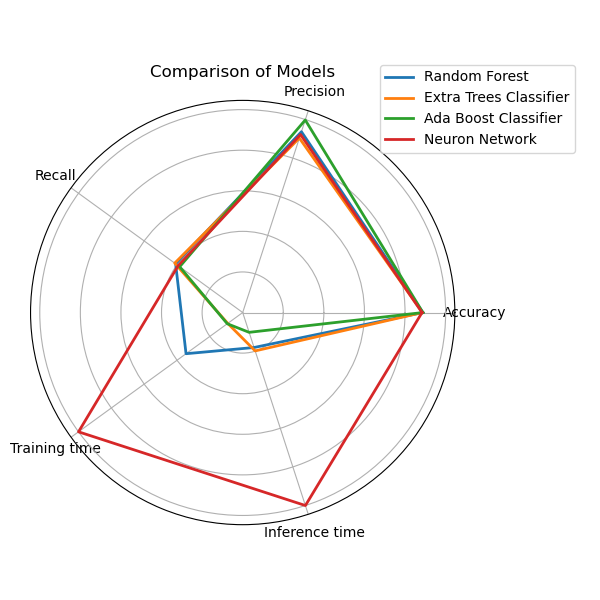 Comparison of Models
Random Forest
Extra Trees Classifier
Ada Boost Classifier
Neuron Network
Precision
Recall
Accuracy
Training time
Inference time